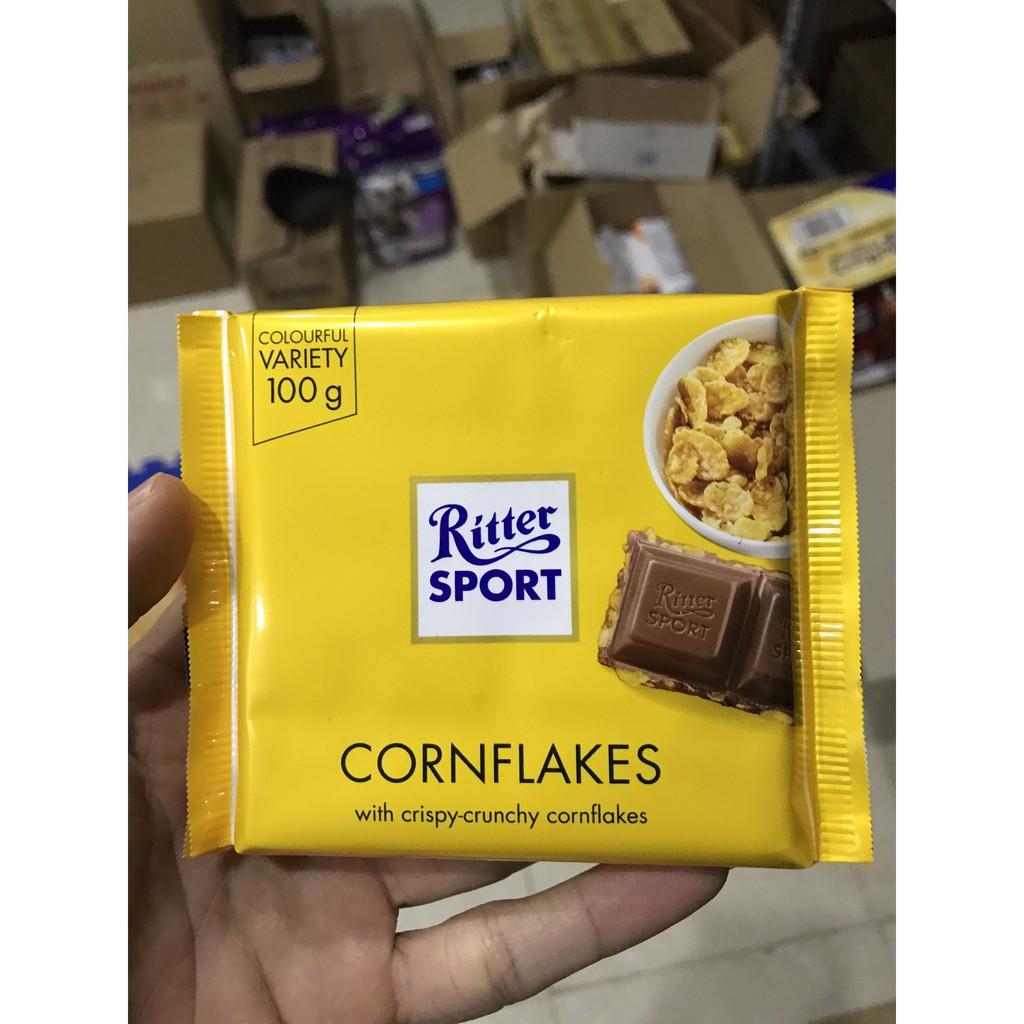 COLOURFUL
VARIETY
100 g
Ritter
SPORT
Ritter
SPORT
CORNFLAKES
with crispy-crunchy cornflakes